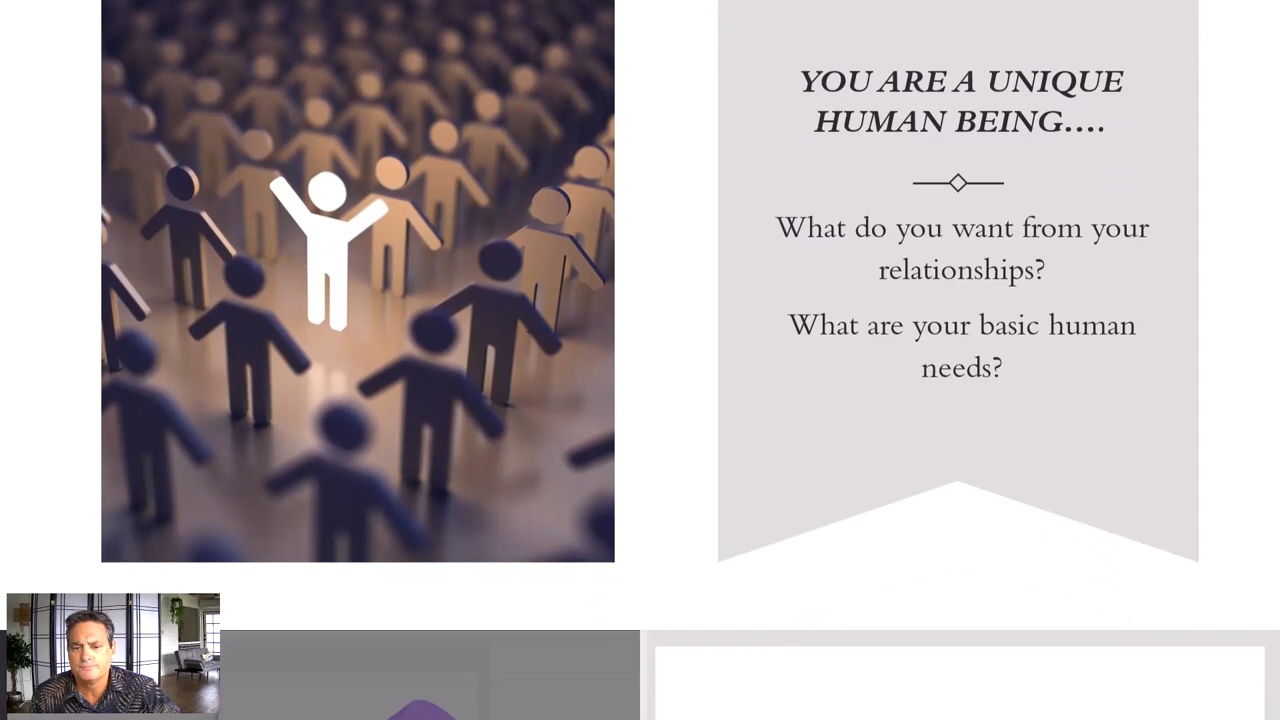 YOU ARE A UNIQUE
HUMAN BEING....
What do you want from your
relationships?
What are your basic human
needs?